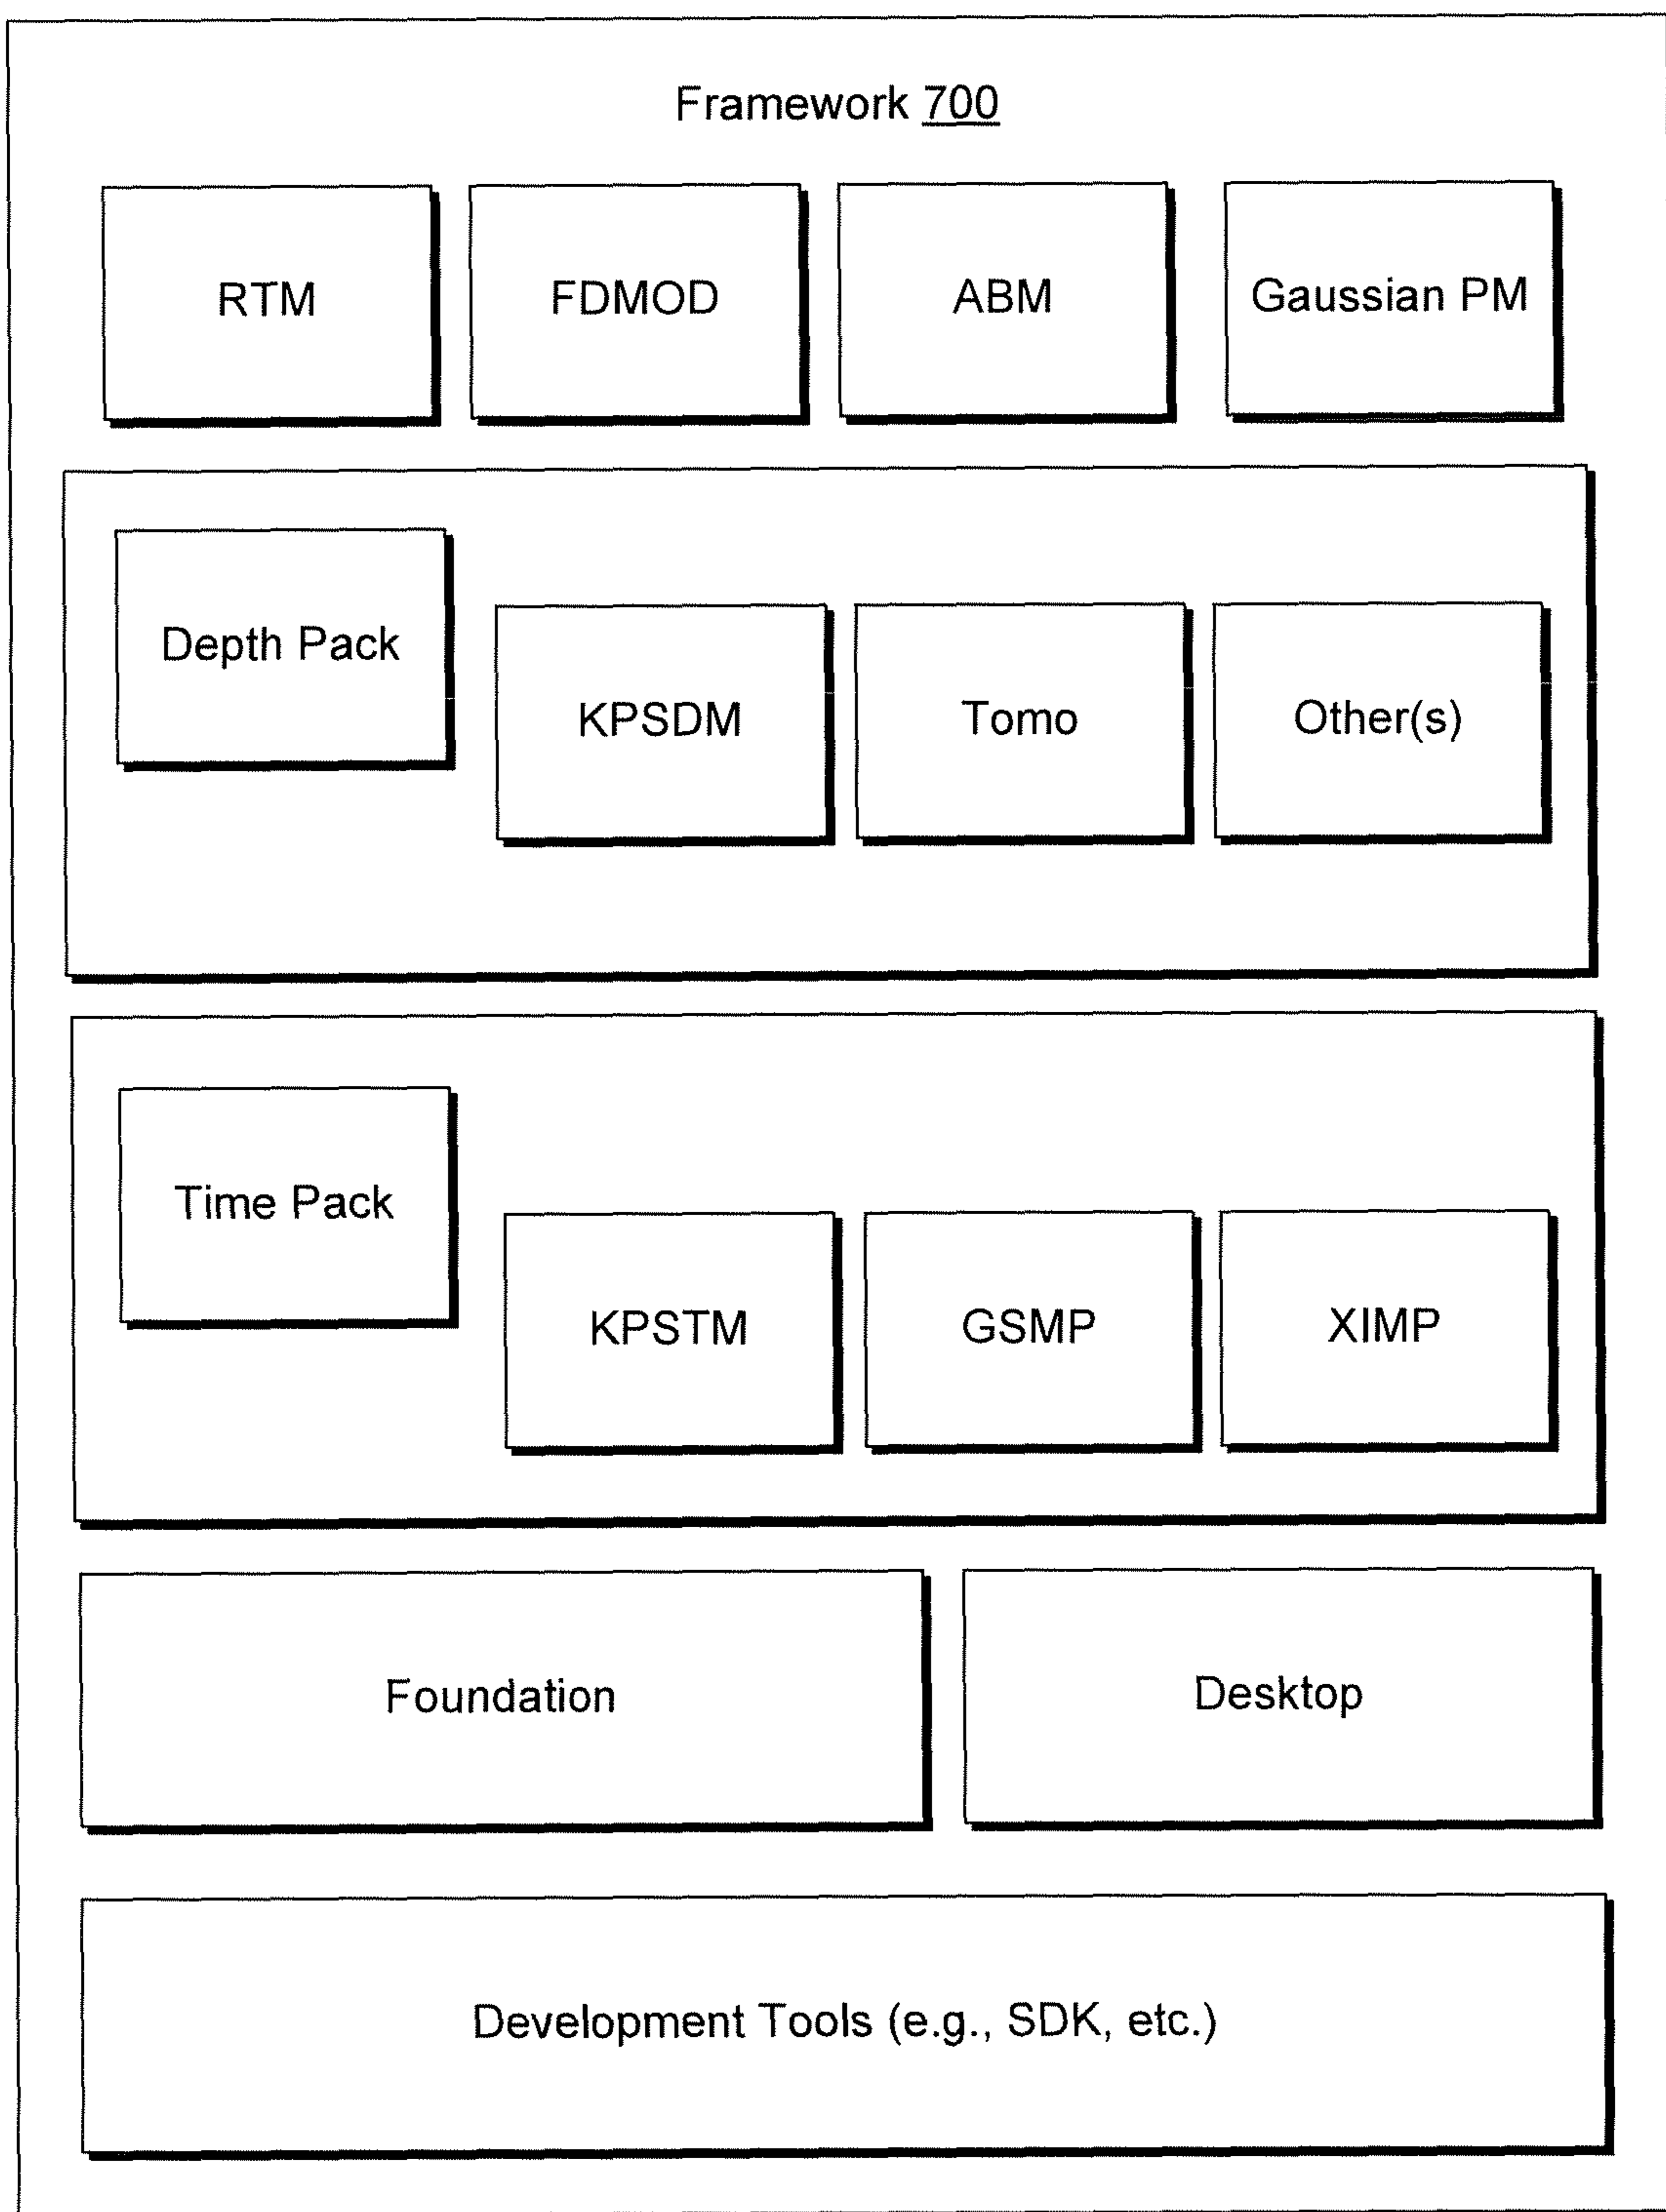 Framework 700
RTM
FDMOD
ABM
Gaussian PM
Depth Pack
KPSDM
Tomo
Other(s)
Time Pack
KPSTM
GSMP
XIMP
Foundation
Desktop
Development Tools (e.g., SDK, etc.)